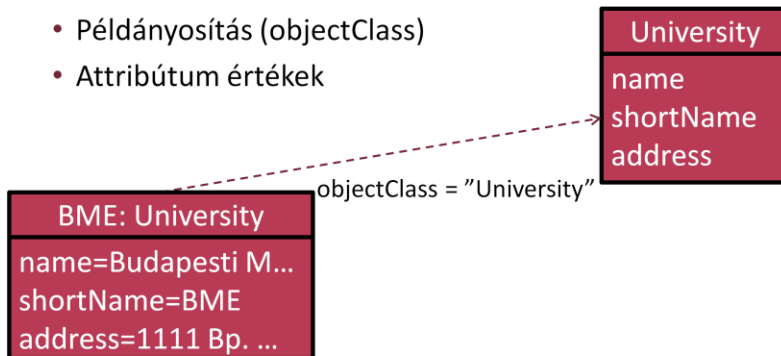 • Példányosítás (objectClass)
• Attribútum értékek
University
name
shortName
address
objectClass = ”University”
BME: University
name=Budapesti M...
shortName=BME
address=1111 Bp. ...